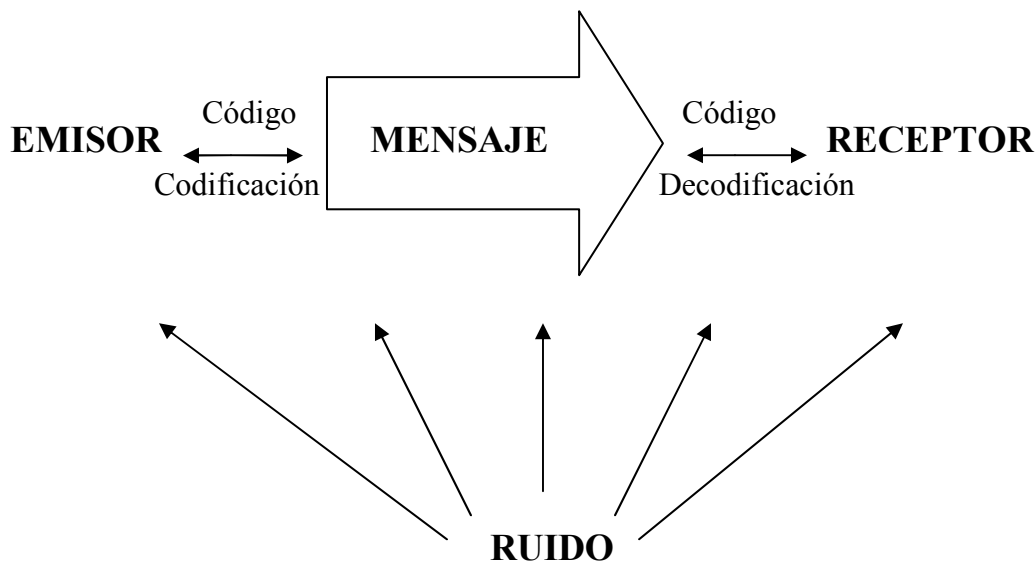 Código
EMISOR
Codificación
MENSAJE
Código
Decodificación
RECEPTOR
RUIDO